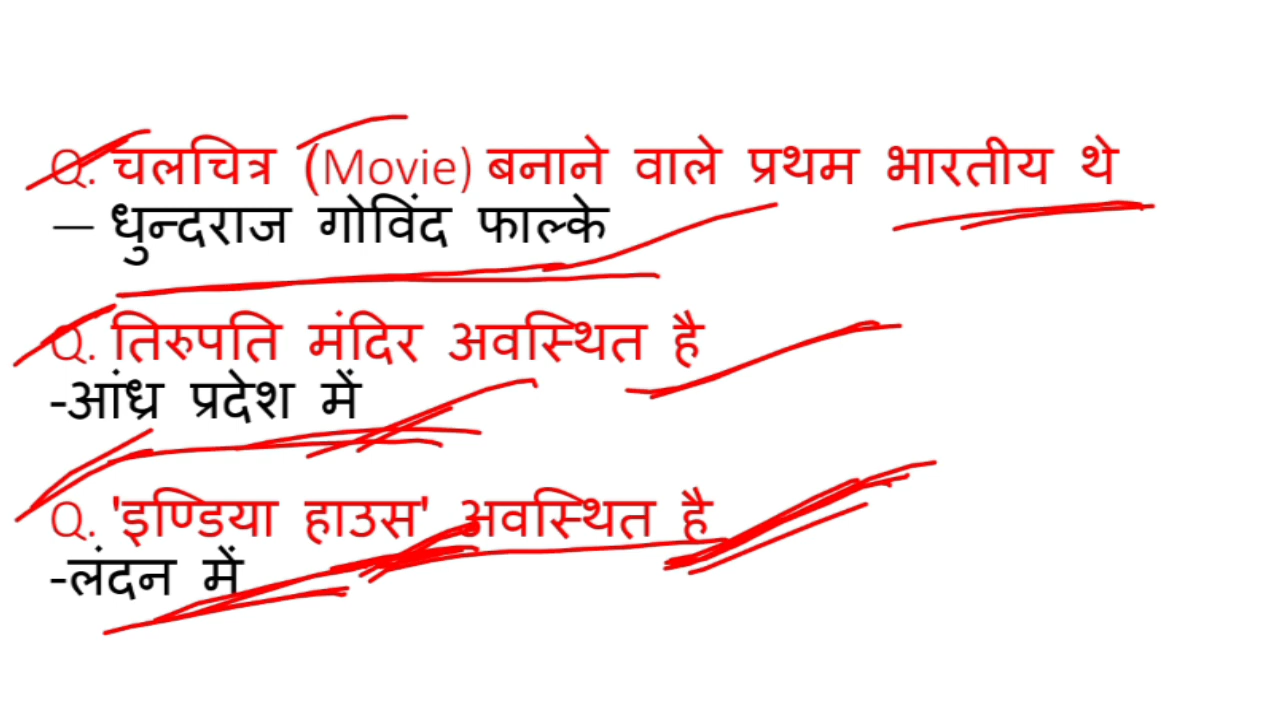 Q. चलचित्र (Movie) बनाने वाले प्रथम भारतीय थे
– धुन्दराज गोविंद फाल्के
Q. तिरुपति मंदिर अवस्थित है
-आंध्र प्रदेश में
Q. 'इण्डिया हाउस' अवस्थित है
-लंदन में